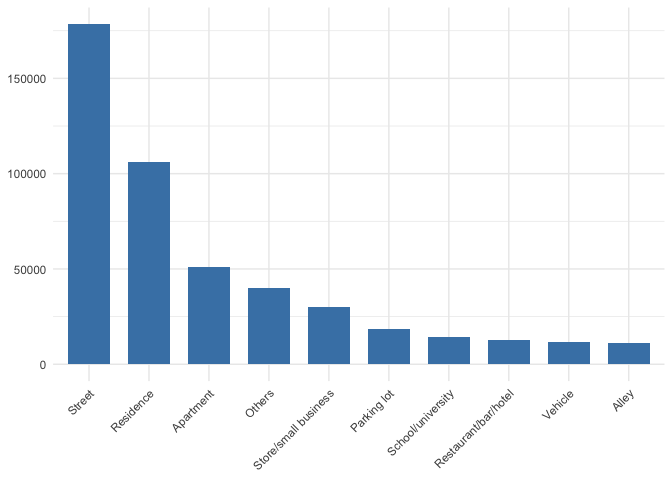 150000
100000
50000
0
Street
Residence
Apartment
Others
Store/small business
Parking lot
School/university
Restaurant/bar/hotel
Vehicle
Alley